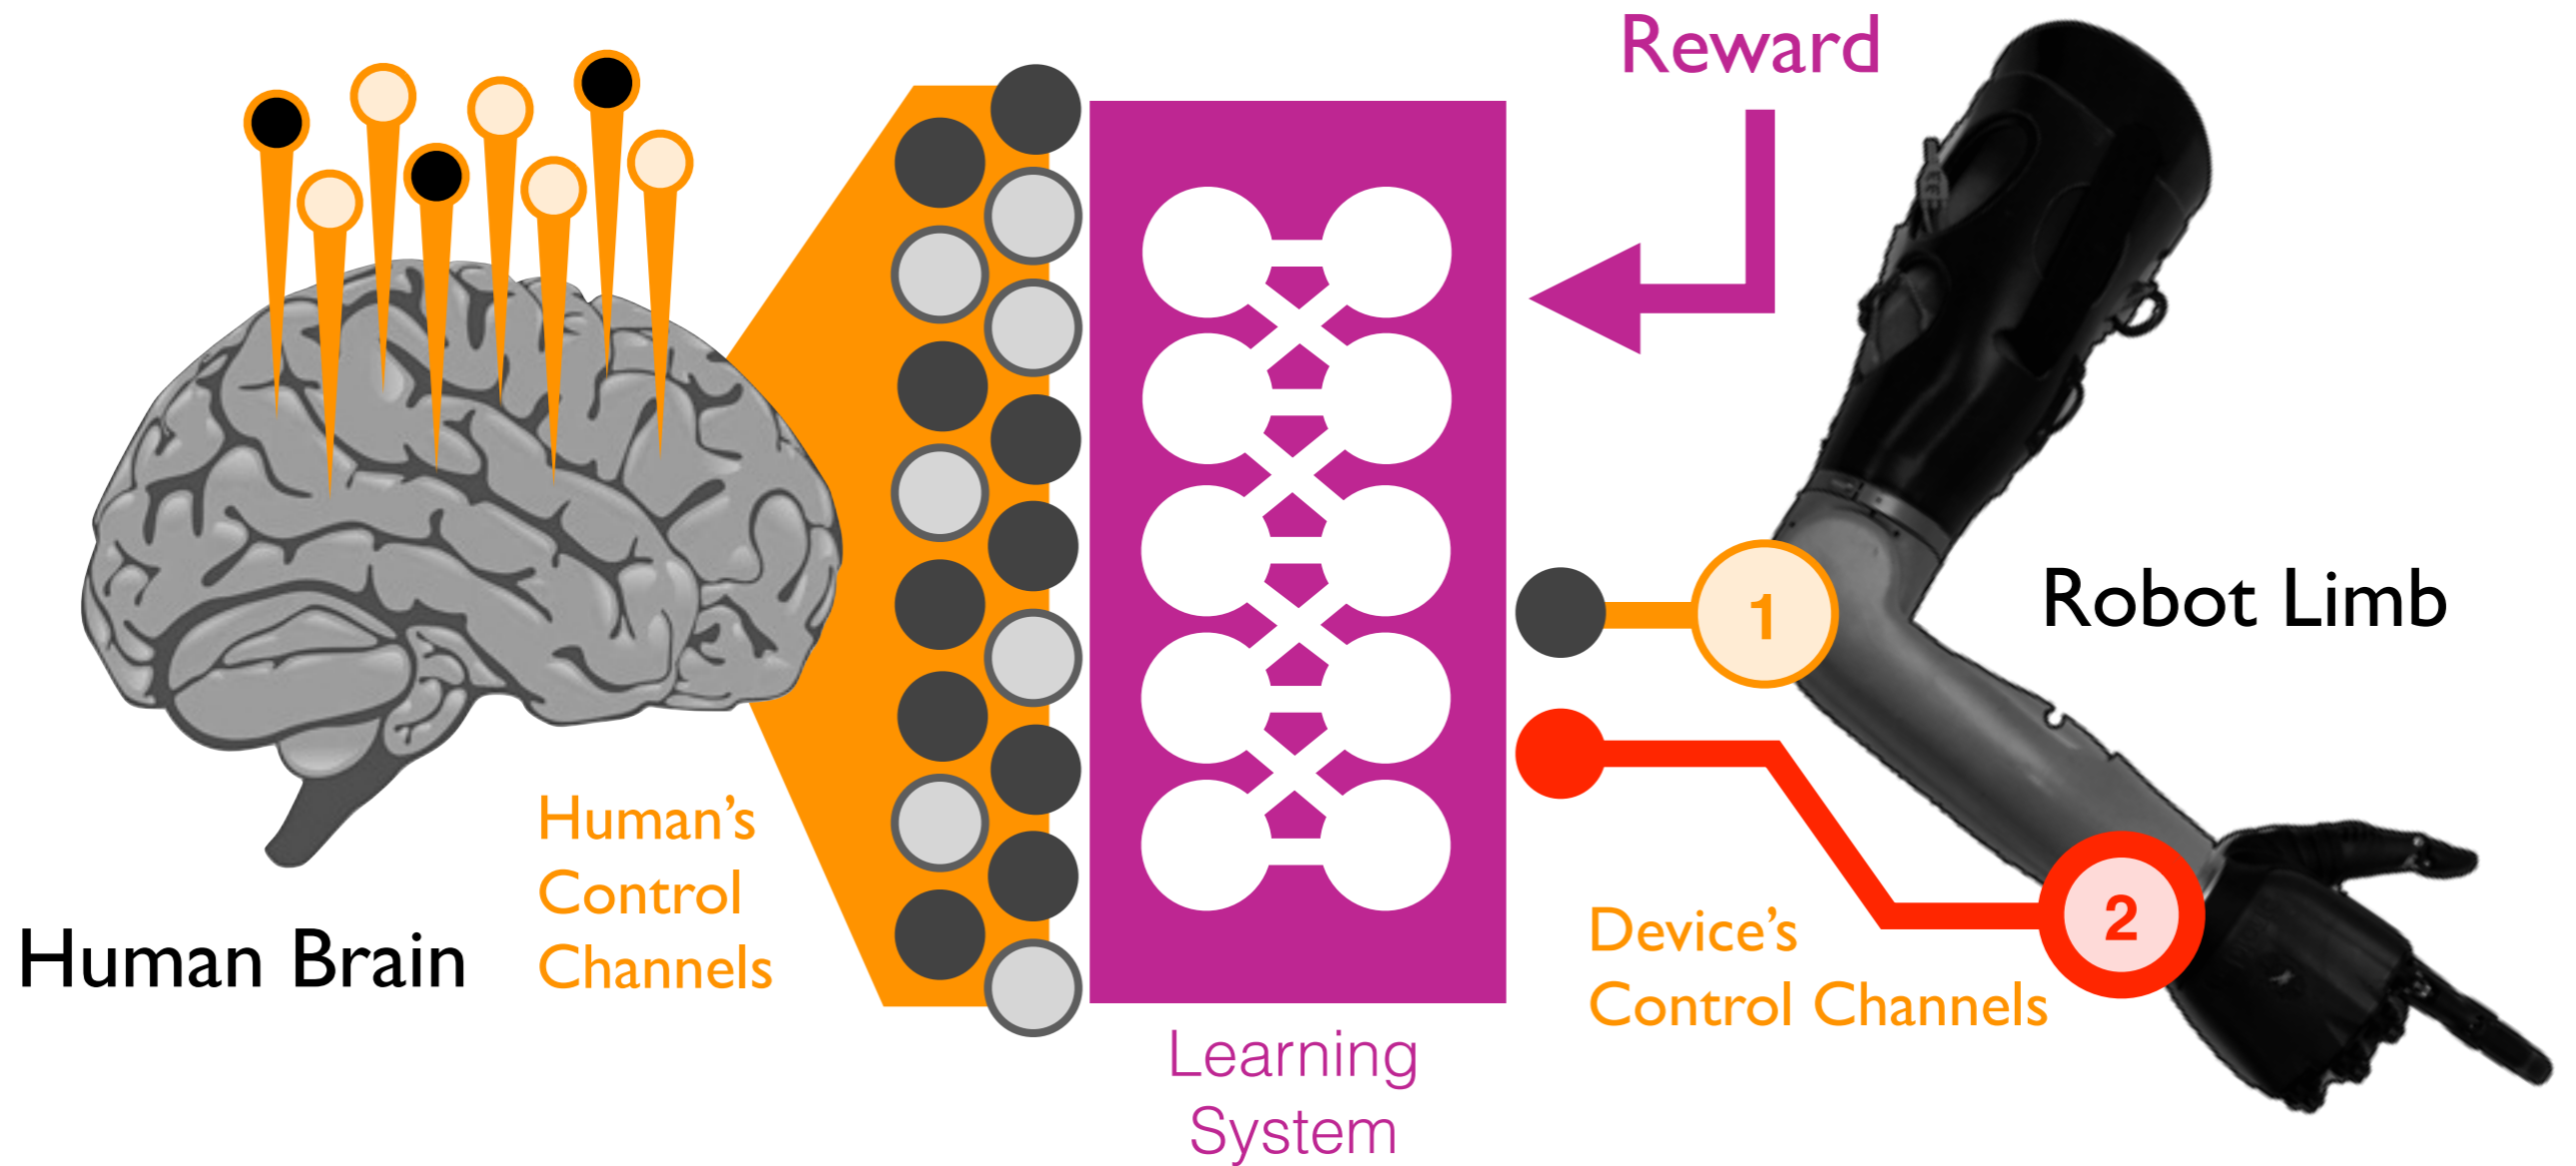 Reward
1
Robot Limb
2
Human's
Control
Channels
Human Brain
Device's
Control Channels
Learning
System